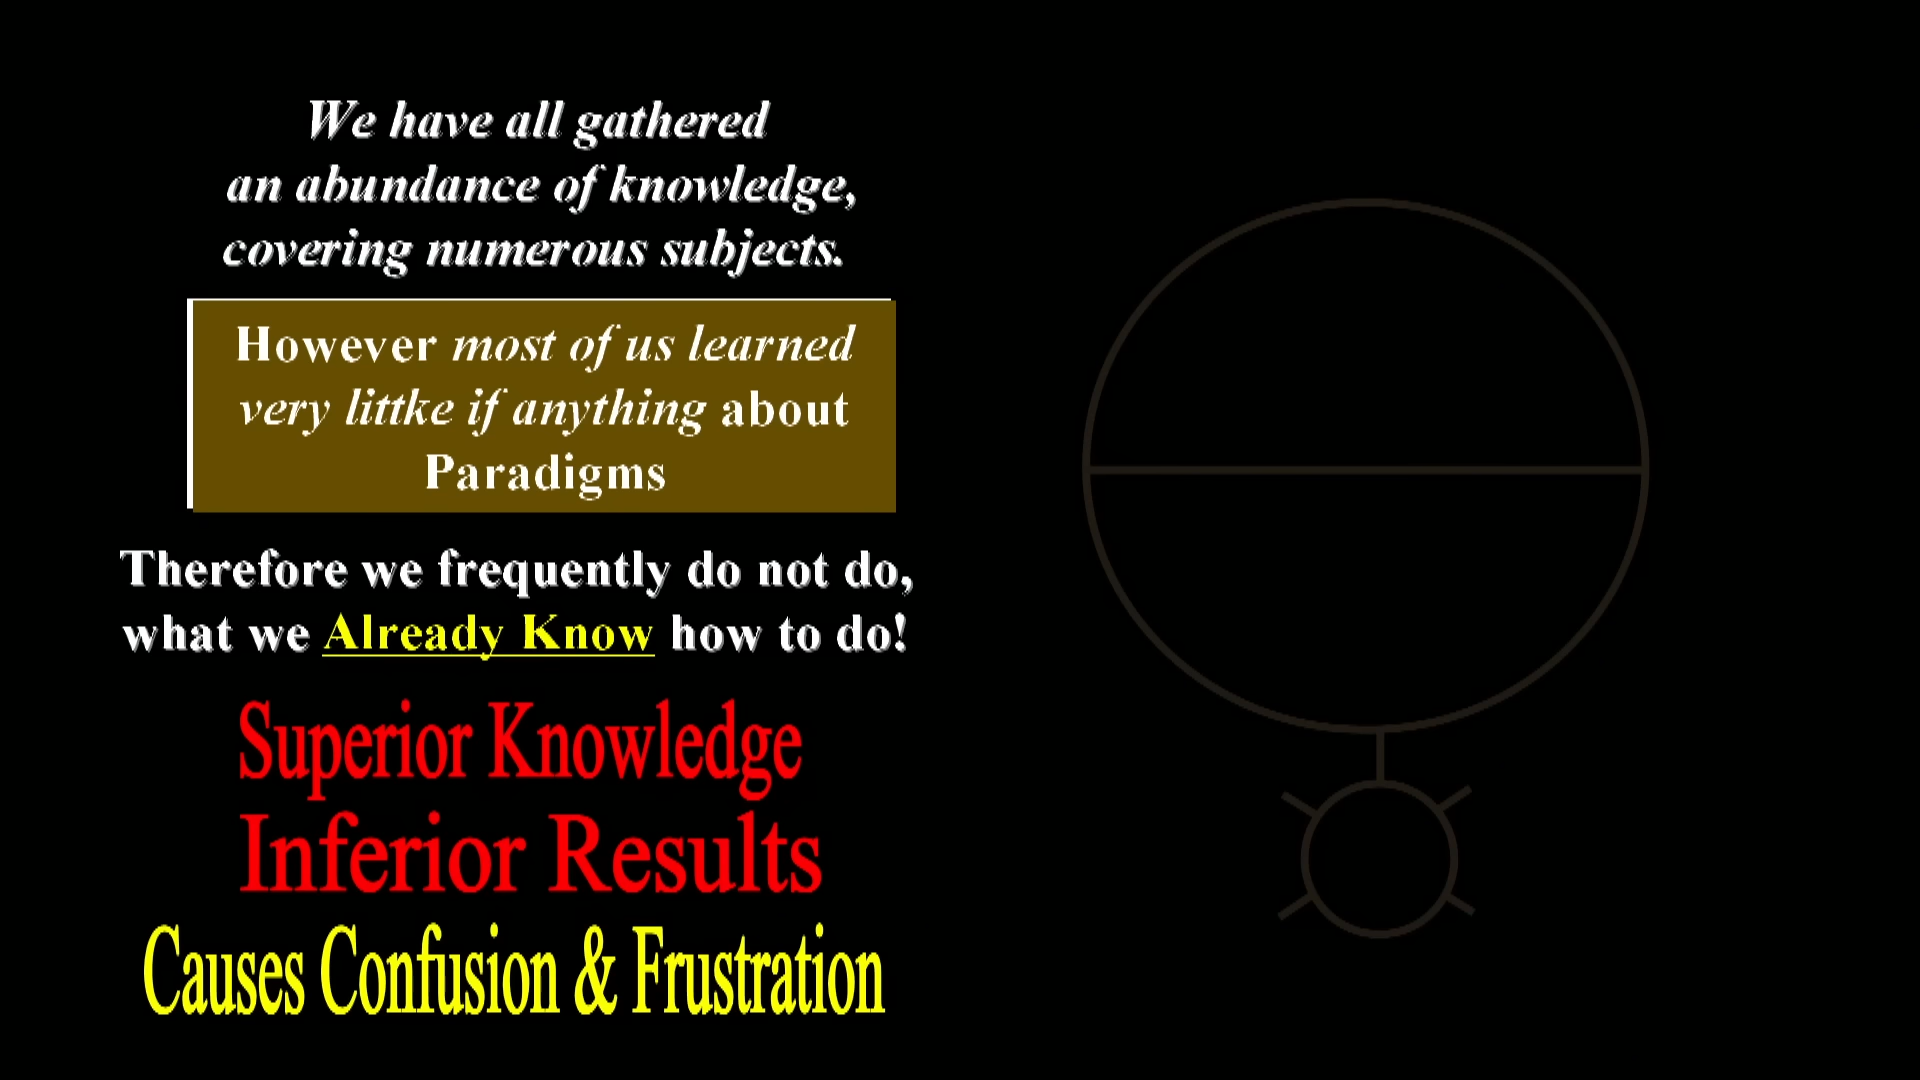 We have all gathered
an abundance of knowledge,
covering numerous subjects.
However most of us learned
very littke if anything about
Paradigms
Therefore we frequently do not do,
what we Already Know how to do!
Superior Knowledge
Inferior Results
Causes Confusion & Frustration